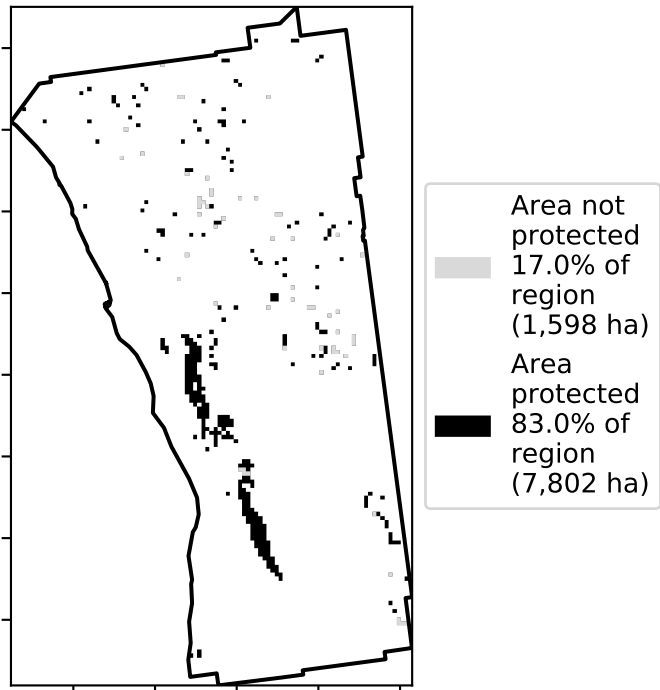 Area not
protected
17.0% of
region
(1,598 ha)
Area
protected
83.0% of
region
(7,802 ha)